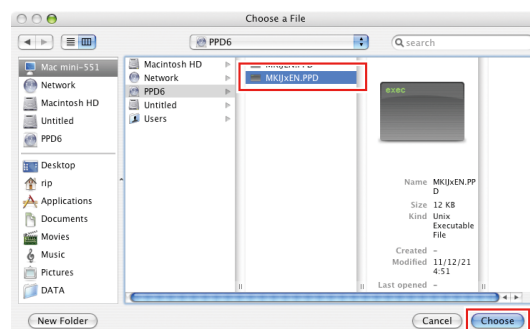 Choose a File
PPD6
search
Mac mini-551
Network
Macintosh HD
Untitled
PPD6
Desktop
rip
Applications
Documents
Movies
Music
Pictures
DATA
Macintosh HD
Network
PPD6
Untitled
Users
MKIJxEN.PPD
exec
Name MKIJxEN.PP
D
Size 12 KB
Kind Unix
Executable
File
Created –
Modified 11/12/21
4:51
Last opened –
New Folder
Cancel
Choose